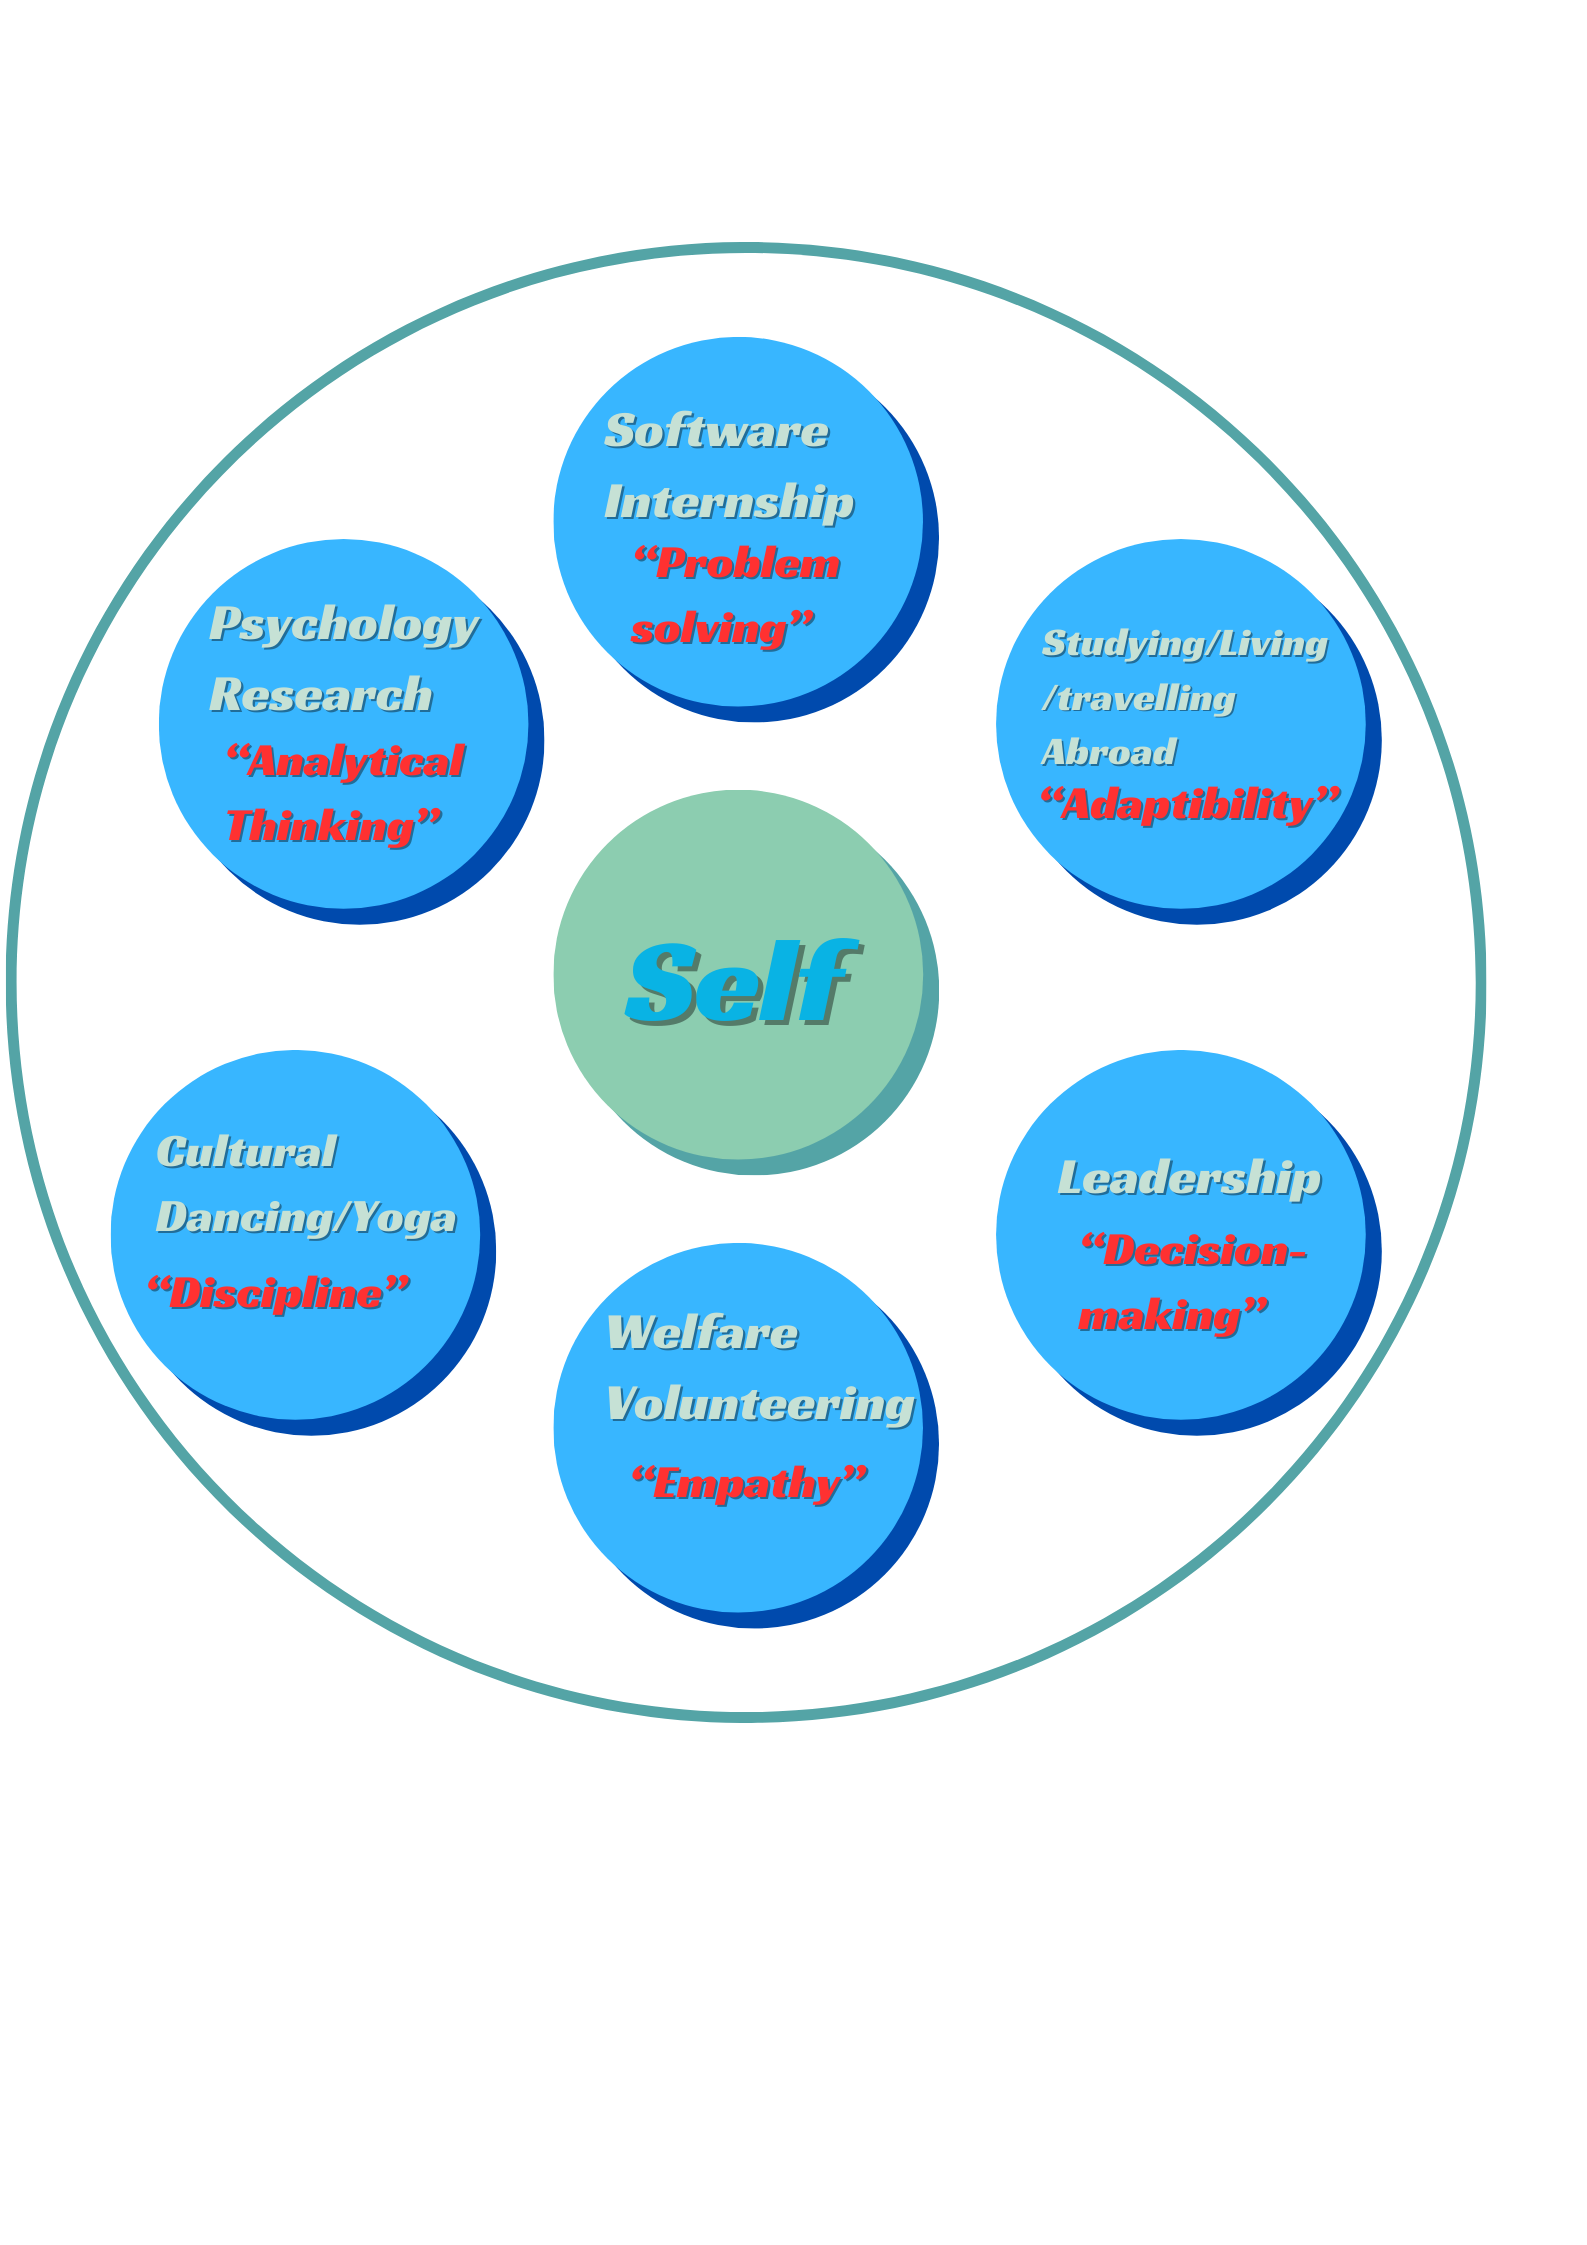 Software
Internship
“Problem
solving”
Psychology
Research
“Analytical
Thinking”
Studying/Living
/travelling
Abroad
“Adaptibility”
Self
Cultural
Dancing/Yoga
“Discipline”
Leadership
“Decision-
making”
Welfare
Volunteering
“Empathy”